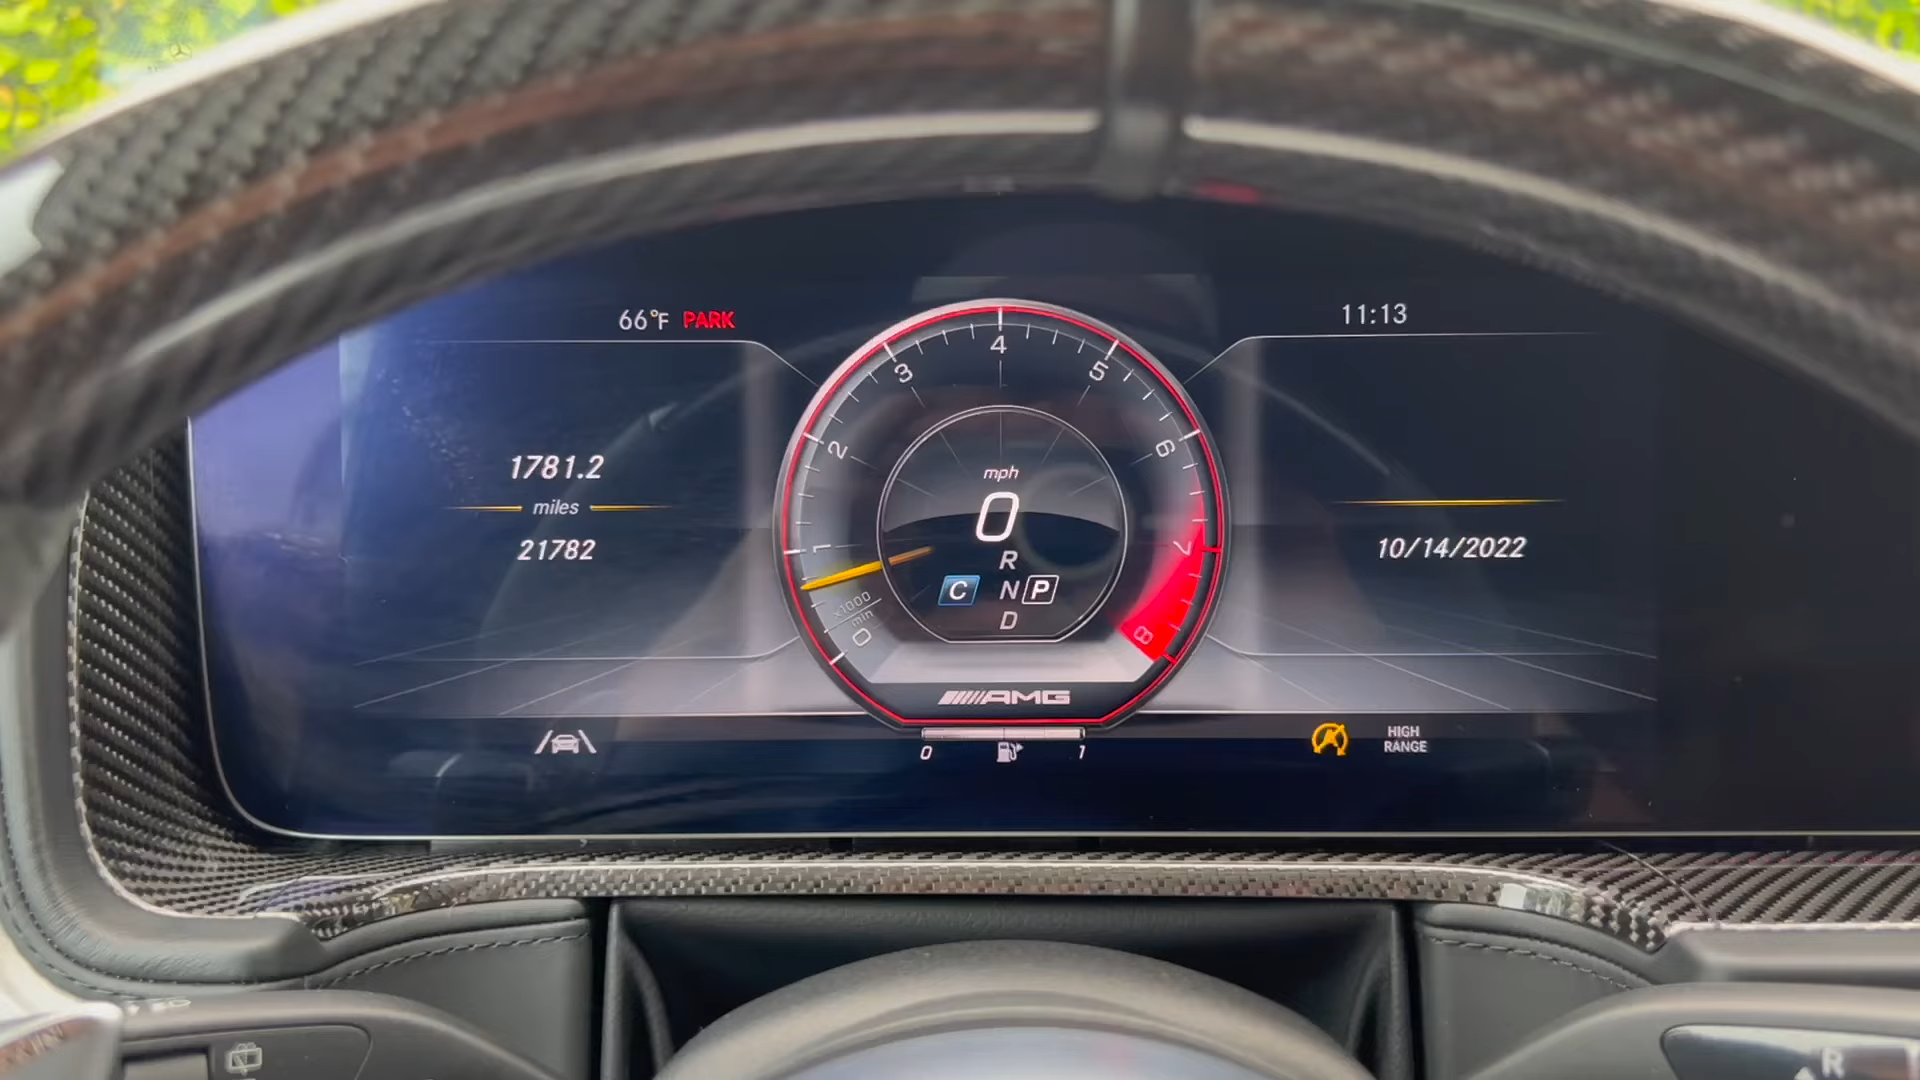 66°F PARK
11:13
1781.2
miles
21782
4
3
5
2
6
1
7
x1000
min
0
8
mph
0
R
C N P
D
AMG
10/14/2022
0 1
HIGH
RANGE
R